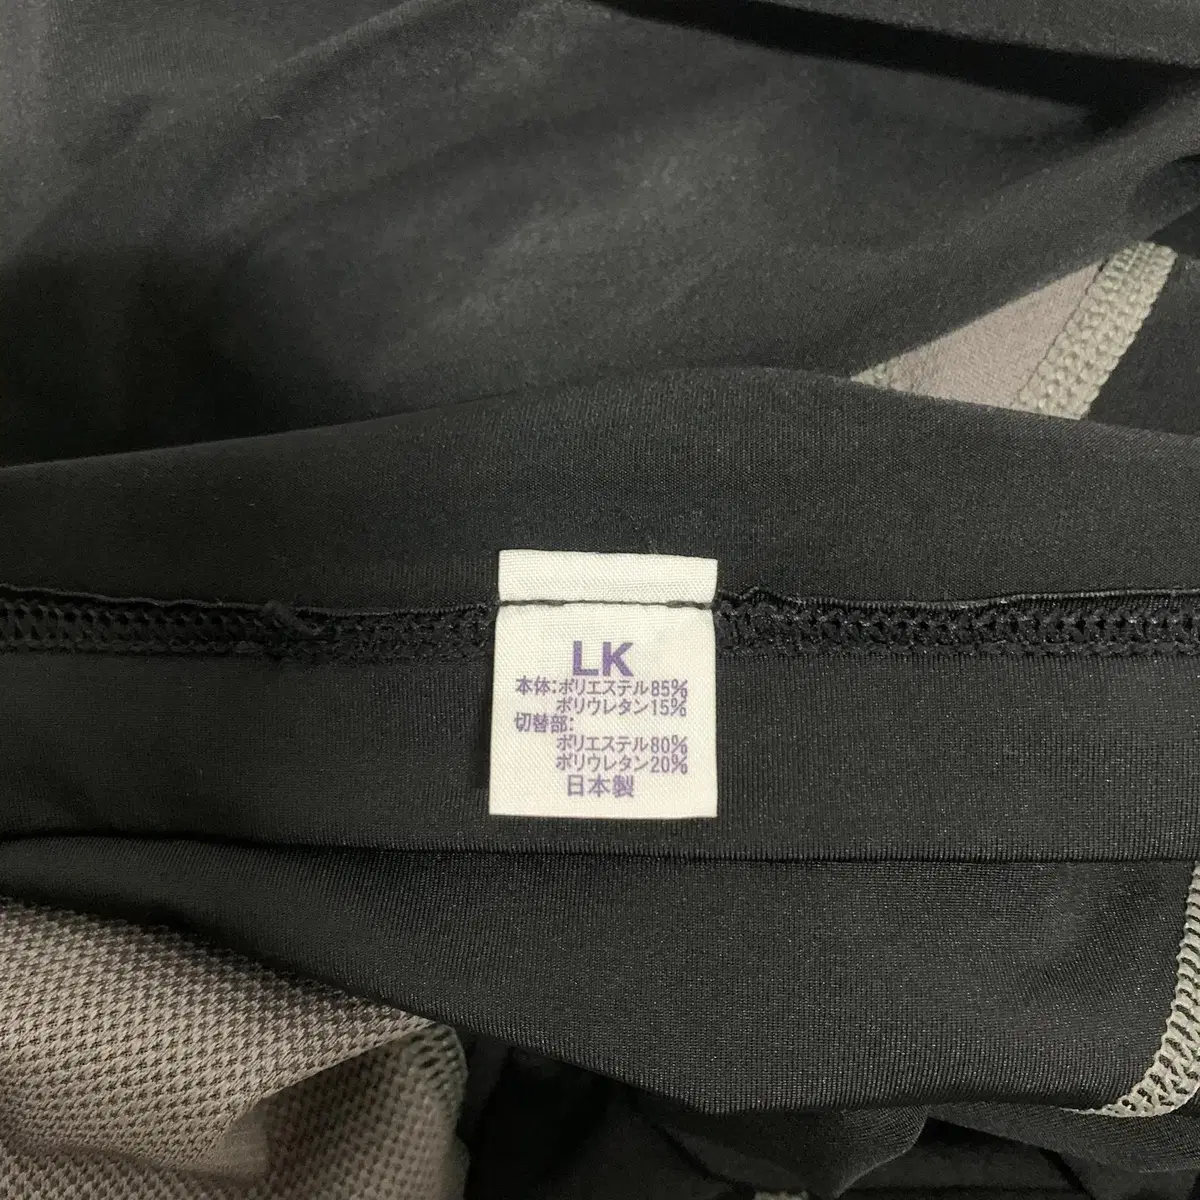 LK
本体:ポリエステル85%
ポリウレタン15%
切替部:
ポリエステル80%
ポリウレタン20%
日本製